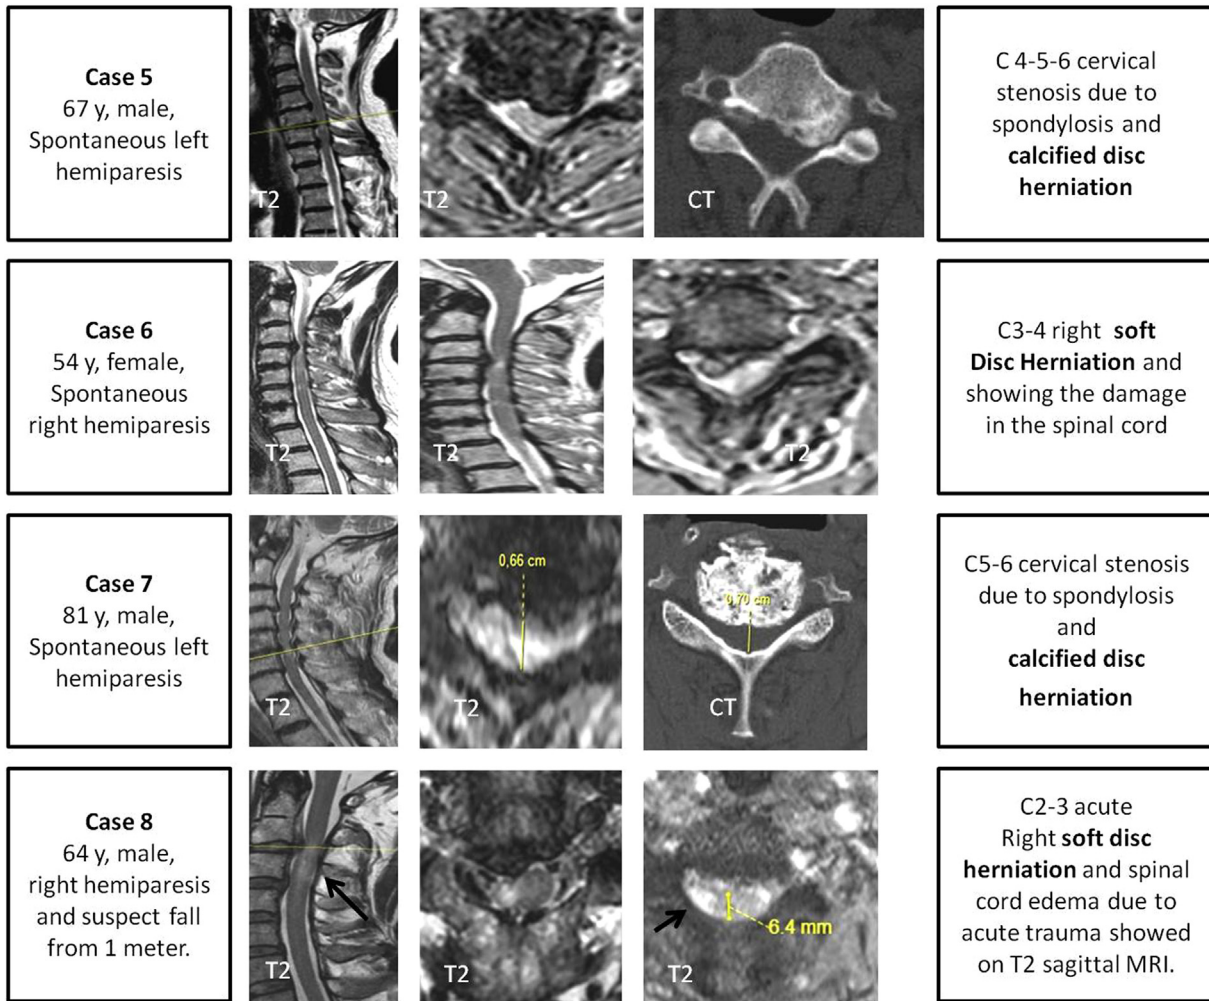 Case 5
67 y, male,
Spontaneous left
hemiparesis
T2
T2
CT
C 4-5-6 cervical
stenosis due to
spondylosis and
calcified disc
herniation
Case 6
54 y, female,
Spontaneous
right hemiparesis
T2
T2
T2
C3-4 right soft
Disc Herniation and
showing the damage
in the spinal cord
Case 7
81 y, male,
Spontaneous left
hemiparesis
T2
0,66 cm
T2
0,70 cm
CT
C5-6 cervical stenosis
due to spondylosis
and
calcified disc
herniation
Case 8
64 y, male,
right hemiparesis
and suspect fall
from 1 meter.
T2
T2
6.4 mm
T2
C2-3 acute
Right soft disc
herniation and spinal
cord edema due to
acute trauma showed
on T2 sagittal MRI.